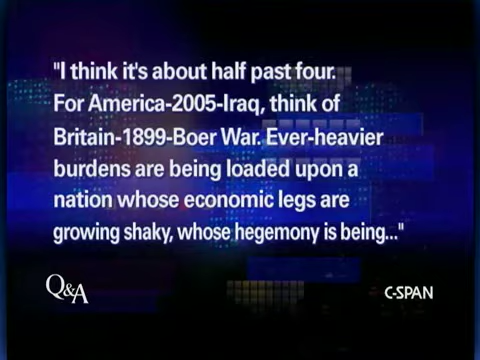 "I think it's about half past four.
For America-2005-Iraq, think of
Britain-1899-Boer War. Ever-heavier
burdens are being loaded upon a
nation whose economic legs are
growing shaky, whose hegemony is being..."
Q&A
C-SPAN